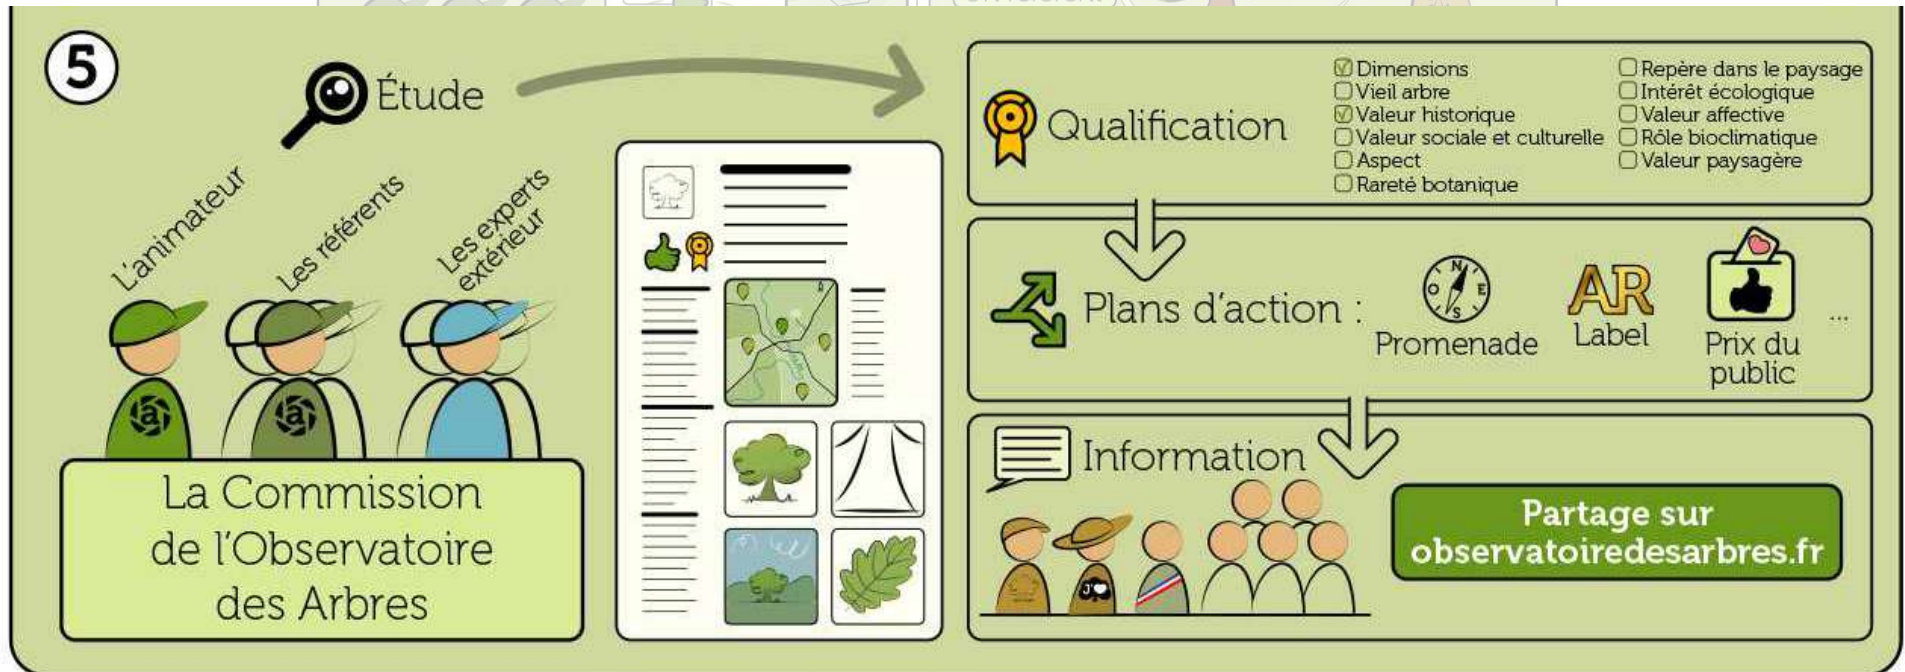 5
Étude
L'animateur
Les référents
Les experts
extérieur
La Commission
de l'Observatoire
des Arbres
Qualification
Dimensions
Vieil arbre
Valeur historique
Valeur sociale et culturelle
Aspect
Rareté botanique
Repère dans le paysage
Intérêt écologique
Valeur affective
Rôle bioclimatique
Valeur paysagère
Plans d'action :
N
E
S
O
Promenade
AR
Label
Prix du
public
...
Information
Partage sur
observatoiredesarbres.fr
a
a